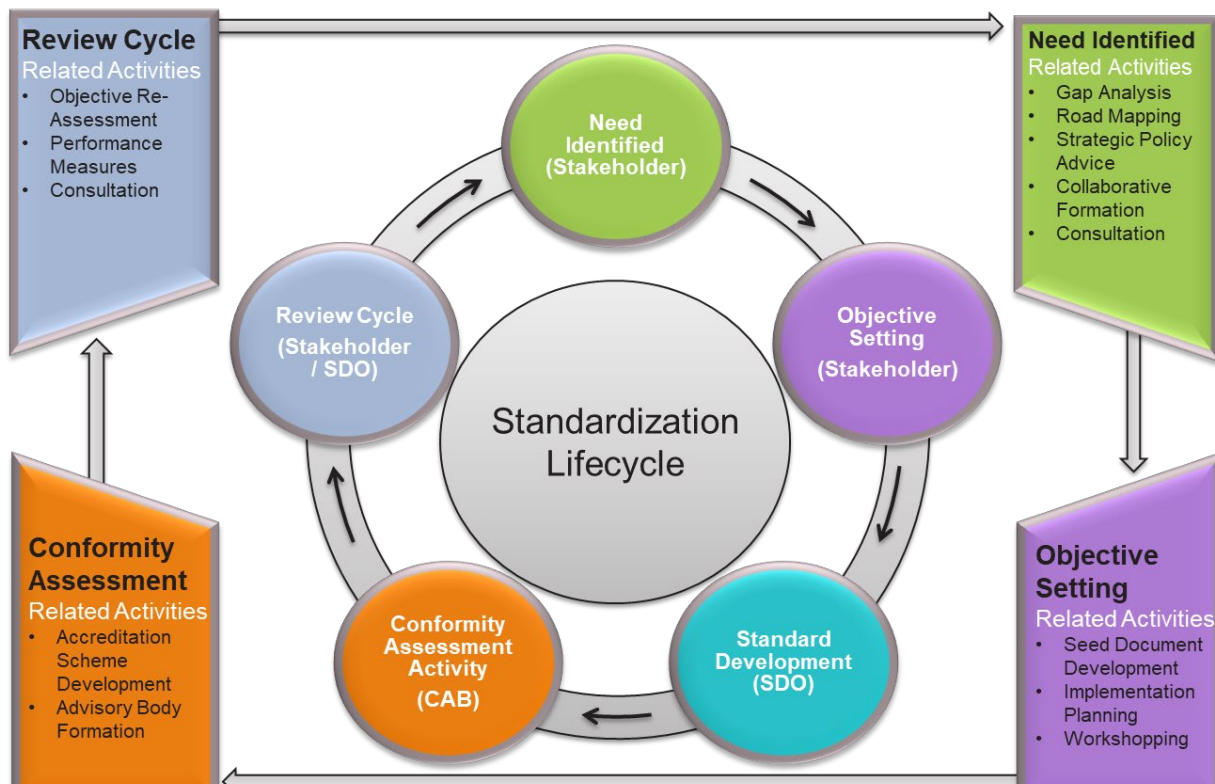 Review Cycle
Related Activities
• Objective Re-
Assessment
• Performance
Measures
• Consultation
Need Identified
Related Activities
• Gap Analysis
• Road Mapping
• Strategic Policy
Advice
• Collaborative
Formation
• Consultation
Need
Identified
(Stakeholder)
Review Cycle
(Stakeholder
/ SDO)
Objective
Setting
(Stakeholder)
Standardization
Lifecycle
Conformity
Assessment
Activity
(CAB)
Standard
Development
(SDO)
Conformity
Assessment
Related Activities
• Accreditation
Scheme
Development
• Advisory Body
Formation
Objective
Setting
Related Activities
• Seed Document
Development
• Implementation
Planning
• Workshopping